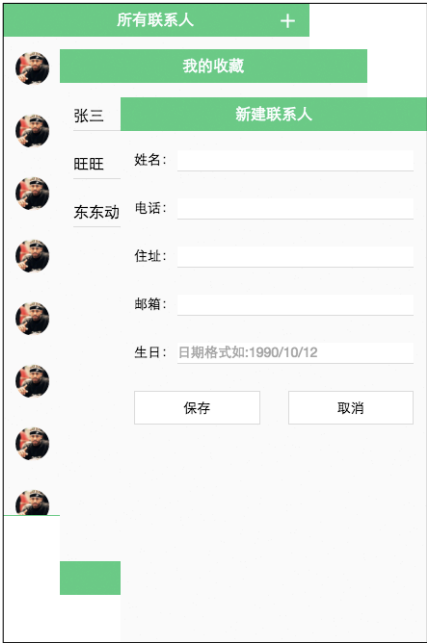 所有联系人 +
我的收藏
新建联系人
张三
旺旺
东东动
姓名：
电话：
住址：
邮箱：
生日： 日期格式如:1990/10/12
保存 取消